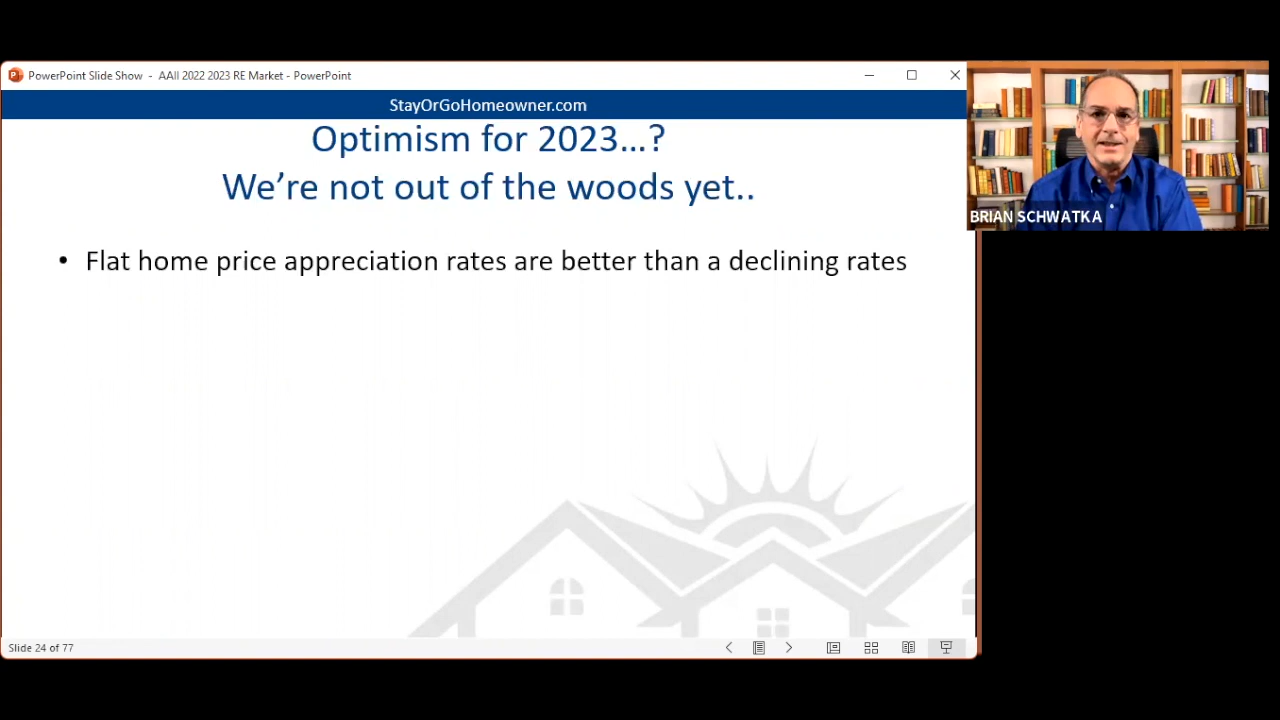 PowerPoint Slide Show - AAII 2022 2023 RE Market - PowerPoint
StayOrGoHomeowner.com
Optimism for 2023...?
We’re not out of the woods yet..
• Flat home price appreciation rates are better than a declining rates
BRIAN SCHWATKA
Slide 24 of 77